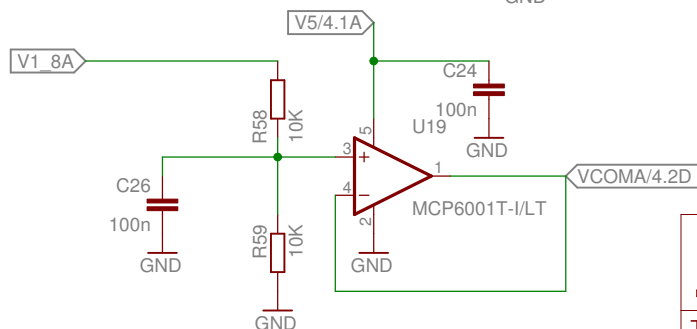 GND
V5/4.1A
V1_8A
C24
100n
GND
R58
10K
U19
5
3
+
4
-
1
2
VCOMA/4.2D
MCP6001T-I/LT
C26
100n
GND
R59
10K
GND
GND